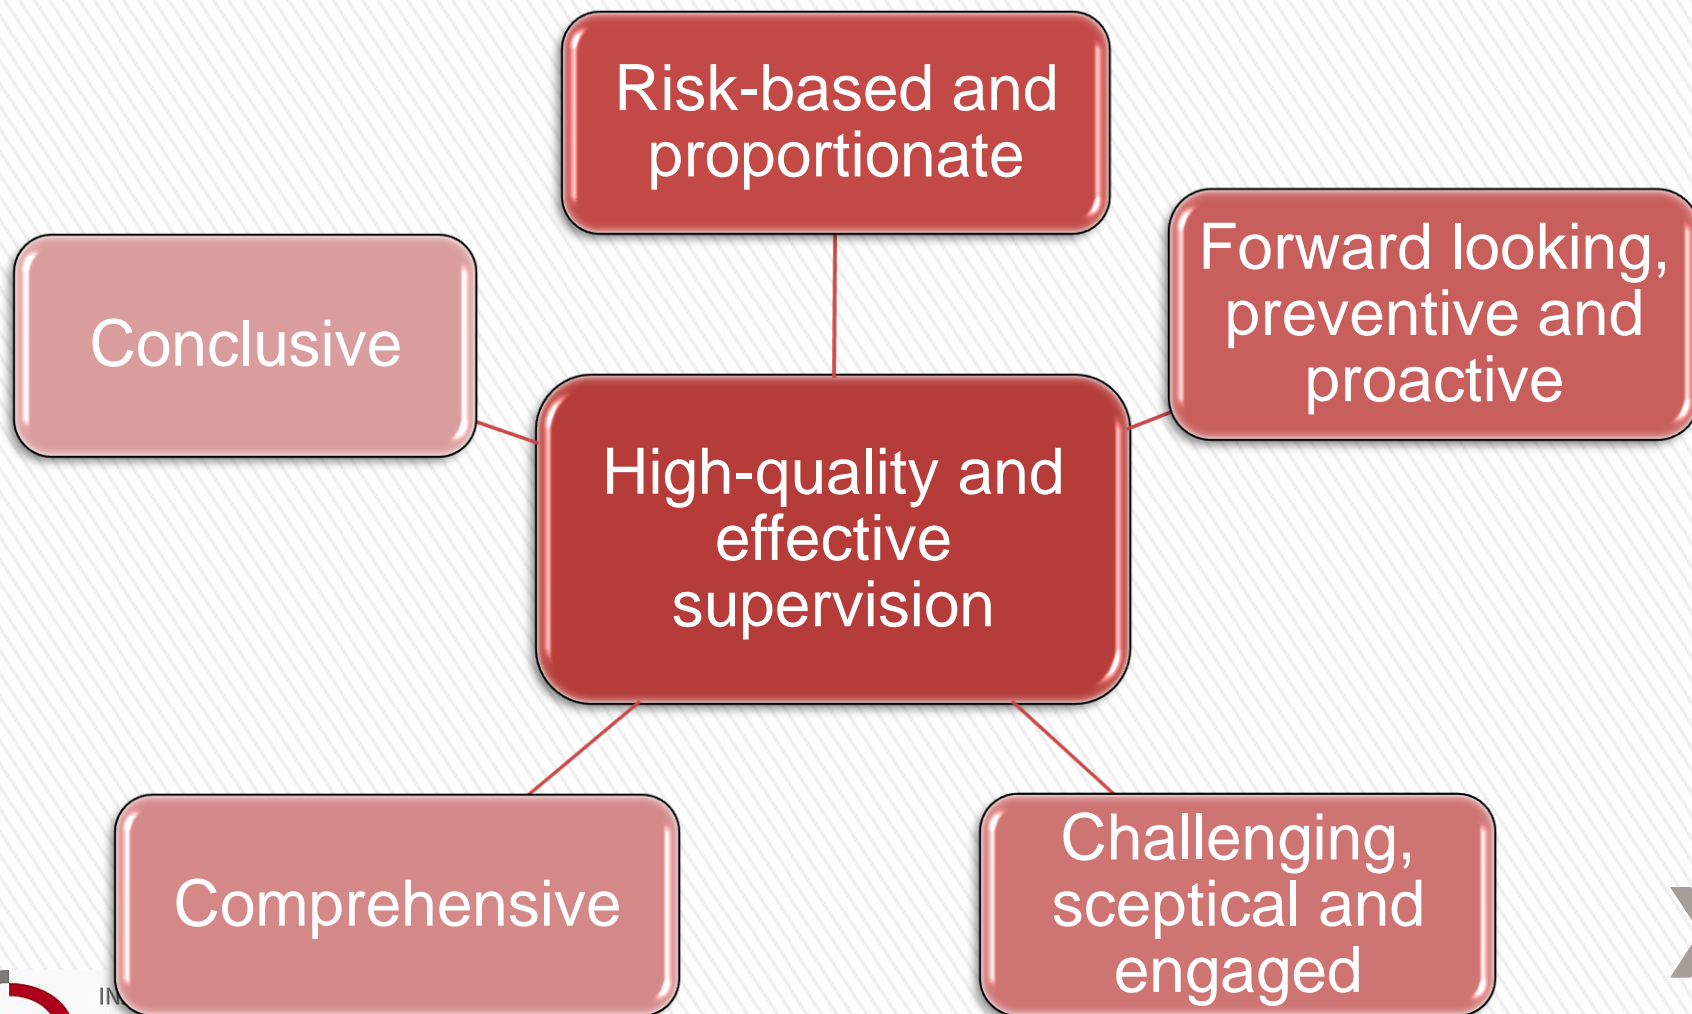 Risk-based and
proportionate
Forward looking,
preventive and
proactive
Conclusive
High-quality and
effective
supervision
Comprehensive
Challenging,
sceptical and
engaged